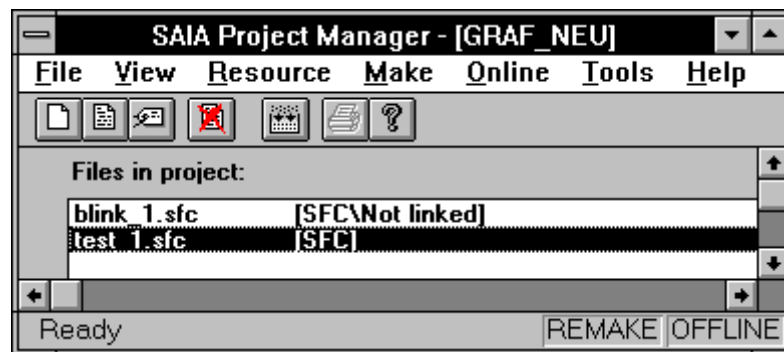 SAIA Project Manager - [GRAF_NEU]
File View Resource Make Online Tools Help
Files in project:
blink_1.sfc [SFC\Not linked]
test_1.sfc [SFC]
Ready REMAKE OFFLINE